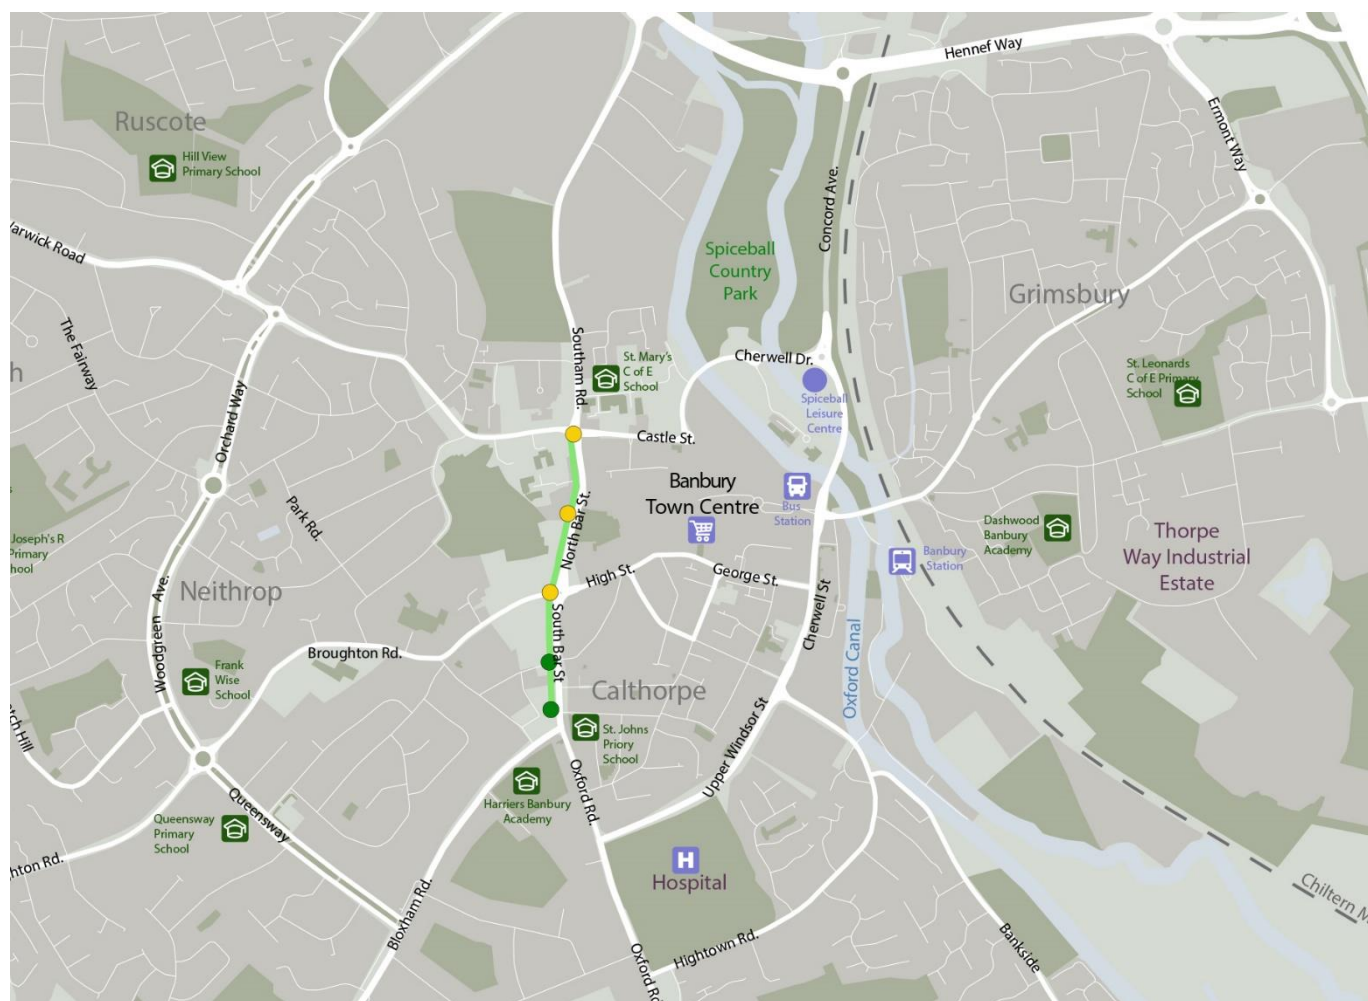 Hennef Way
Ruscote
Hill View
Primary School
Ermont Way
Concord Ave.
Warwick Road
Spiceball
Country
Park
Grimsbury
The Fairway
Southam Rd.
St. Mary's
C of E
School
Cherwell Dr.
Spiceball
Leisure
Centre
St. Leonards
C of E Primary
School
h
Orchard Way
Castle St.
Banbury
Town Centre
Bus
Station
Park Rd.
North Bar St.
Dashwood
Banbury
Academy
Thorpe
Way Industrial
Estate
Joseph's R
Primary
hool
Banbury
Station
Neithrop
High St.
George St.
Cherwell St
Woodgreen Ave.
South Bar St
Broughton Rd.
Frank
Wise
School
Calthorpe
Oxford Canal
tch Hill
St. Johns
Priory
School
Upper Windsor St
Oxford Rd.
Harriers Banbury
Academy
Queensway
Queensway
Primary
School
H
Hospital
ghton Rd.
Chiltern M
Bloxham Rd.
Hightown Rd.
Oxford Rd
Bankside